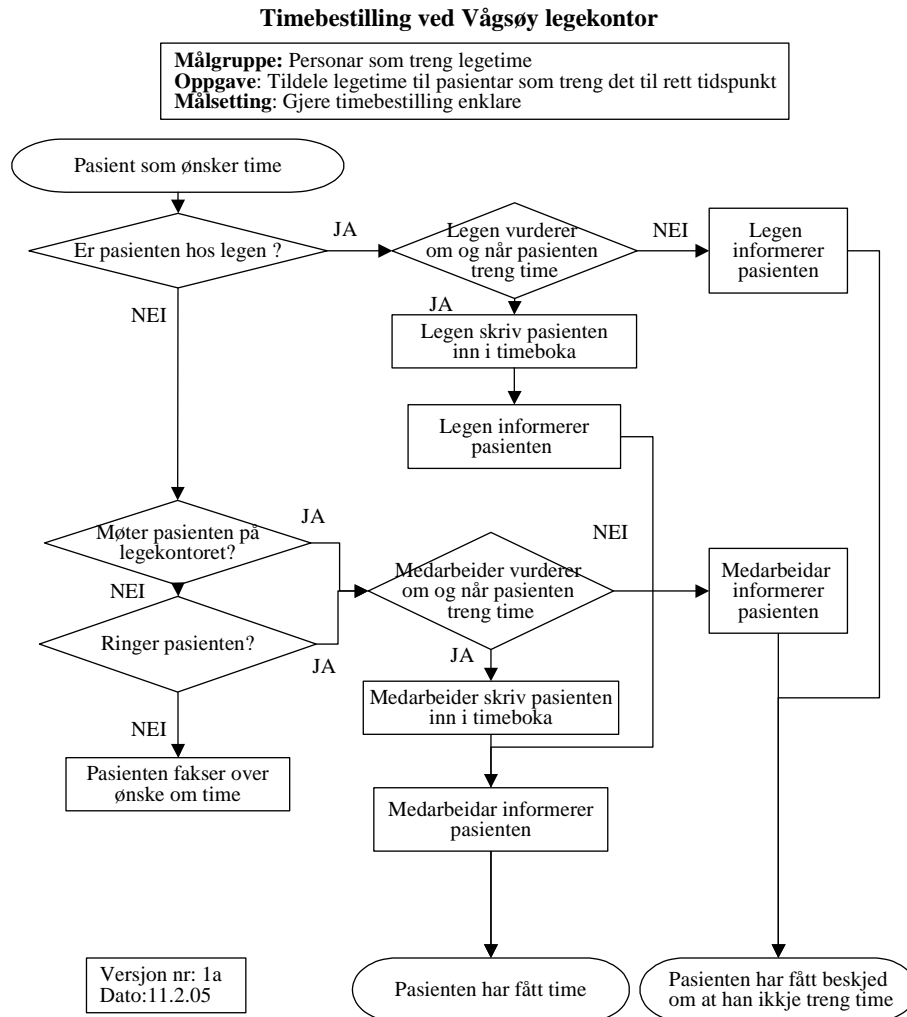 Timebestilling ved Vågsøy legekontor
Målgruppe: Personar som treng legetime
Oppgave: Tildele legetime til pasientar som treng det til rett tidspunkt
Målsetting: Gjere timebestilling enklare
Pasient som ønsker time
Er pasienten hos legen ?
JA
Legen vurderer
om og når pasienten
treng time
NEI
Legen
informerer
pasienten
NEI
JA
Legen skriv pasienten
inn i timeboka
Legen informerer
pasienten
Møter pasienten på
legekontoret?
JA
NEI
Medarbeider vurderer
om og når pasienten
treng time
NEI
Medarbeidar
informerer
pasienten
Ringer pasienten?
JA
JA
Medarbeider skriv pasienten
inn i timeboka
NEI
Pasienten fakser over
ønske om time
Medarbeidar informerer
pasienten
Versjon nr: 1a
Dato:11.2.05
Pasienten har fått time
Pasienten har fått beskjed
om at han ikkje treng time